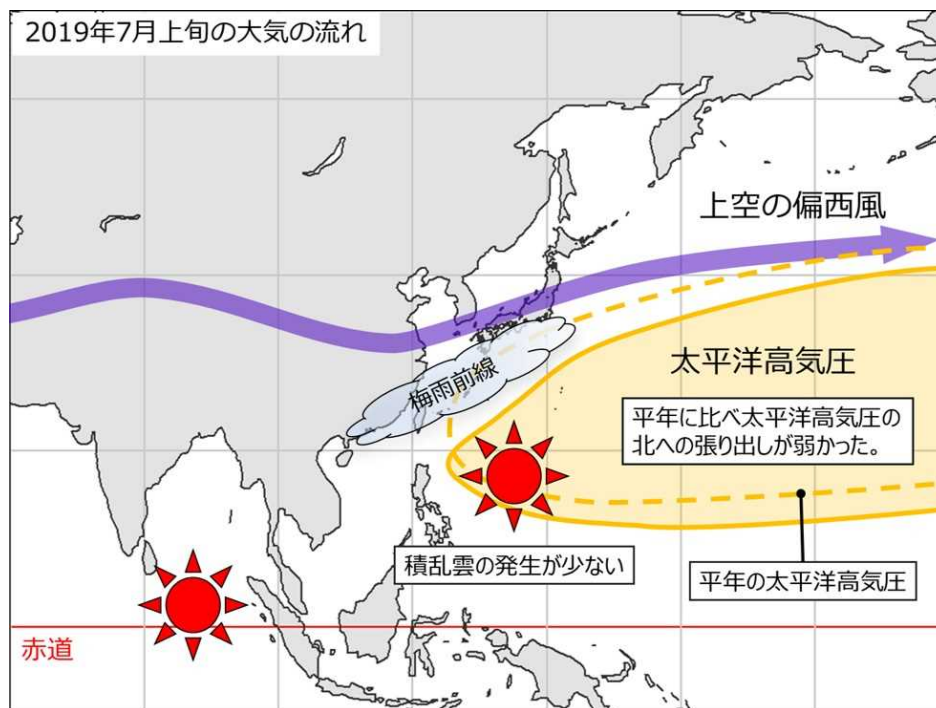 2019年7月上旬の大気の流れ
上空の偏西風
太平洋高気圧
梅雨前線
平年に比べ太平洋高気圧の
北への張り出しが弱かった。
積乱雲の発生が少ない
平年の太平洋高気圧
赤道